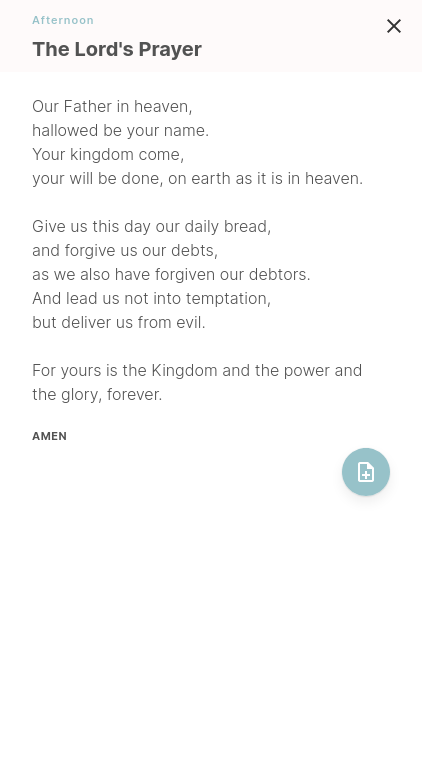 Afternoon
The Lord's Prayer
Our Father in heaven,
hallowed be your name.
Your kingdom come,
your will be done, on earth as it is in heaven.
Give us this day our daily bread,
and forgive us our debts,
as we also have forgiven our debtors.
And lead us not into temptation,
but deliver us from evil.
For yours is the Kingdom and the power and
the glory, forever.
AMEN